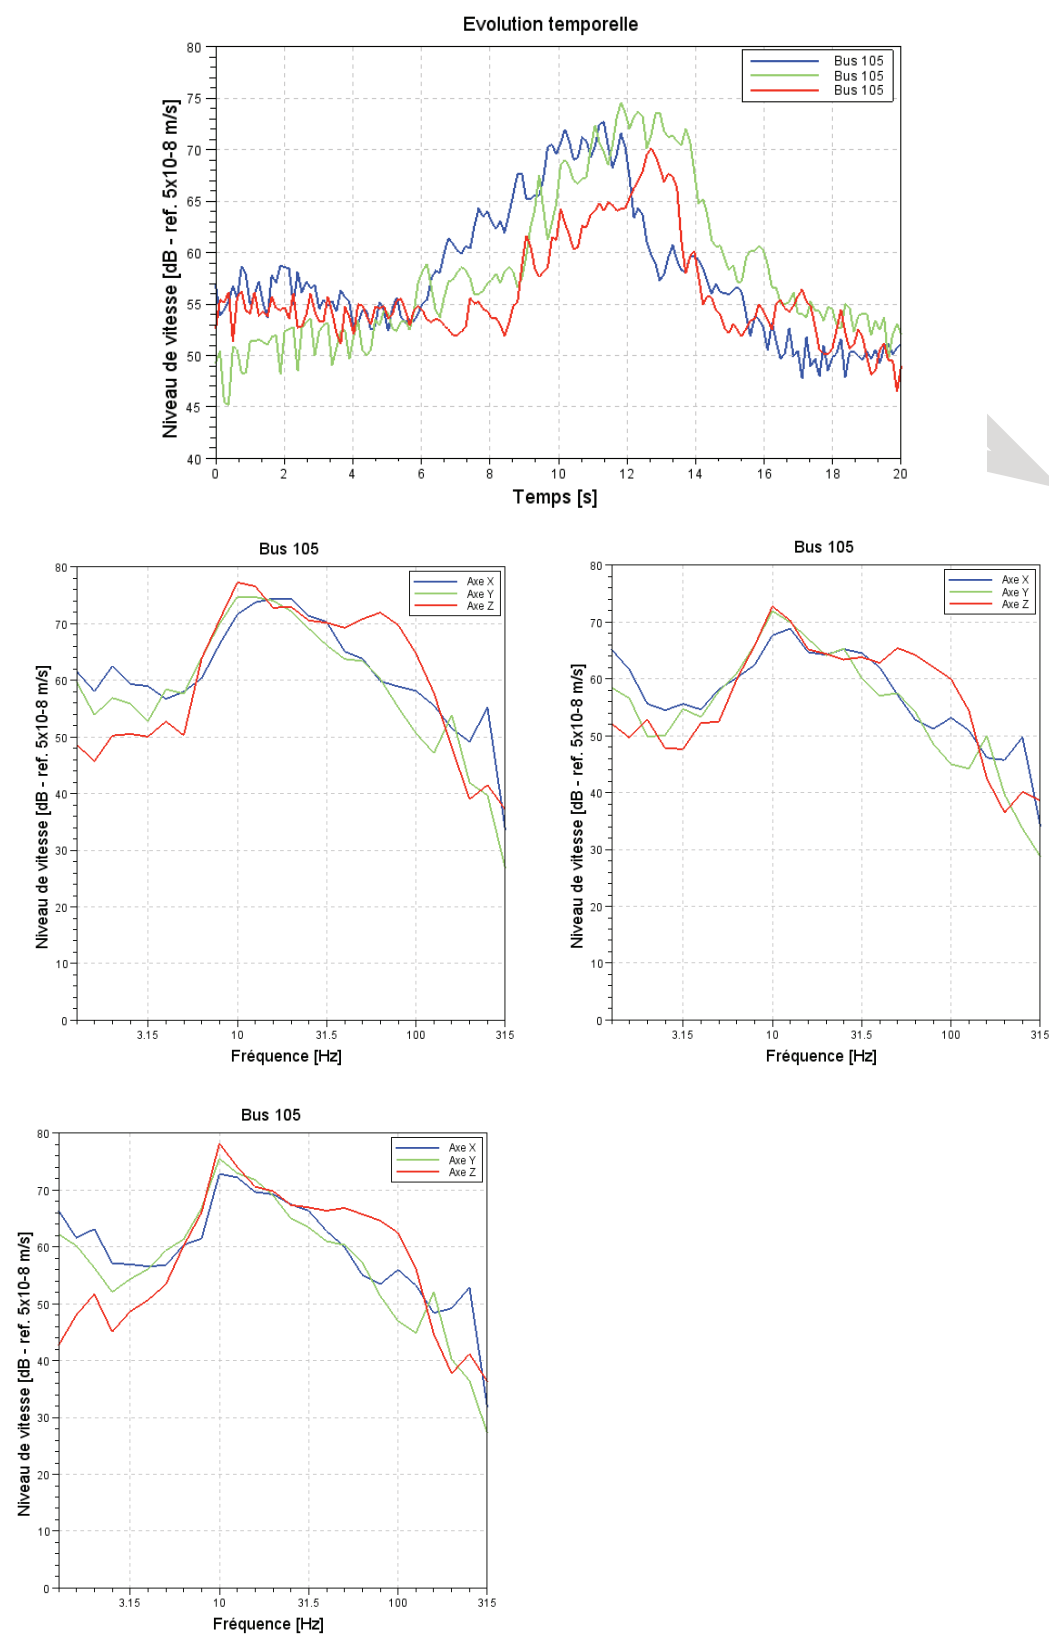 Evolution temporelle
Niveau de vitesse [dB - ref. 5x10-8 m/s]
80
75
70
65
60
55
50
45
40
Bus 105
Bus 105
Bus 105
0 2 4 6 8 10 12 14 16 18 20
Temps [s]
Bus 105
Niveau de vitesse [dB - ref. 5x10-8 m/s]
80
70
60
50
40
30
20
10
0
Axe X
Axe Y
Axe Z
3.15 10 31.5 100 315
Fréquence [Hz]
Bus 105
Niveau de vitesse [dB - ref. 5x10-8 m/s]
80
70
60
50
40
30
20
10
0
Axe X
Axe Y
Axe Z
3.15 10 31.5 100 315
Fréquence [Hz]
Bus 105
Niveau de vitesse [dB - ref. 5x10-8 m/s]
80
70
60
50
40
30
20
10
0
Axe X
Axe Y
Axe Z
3.15 10 31.5 100 315
Fréquence [Hz]